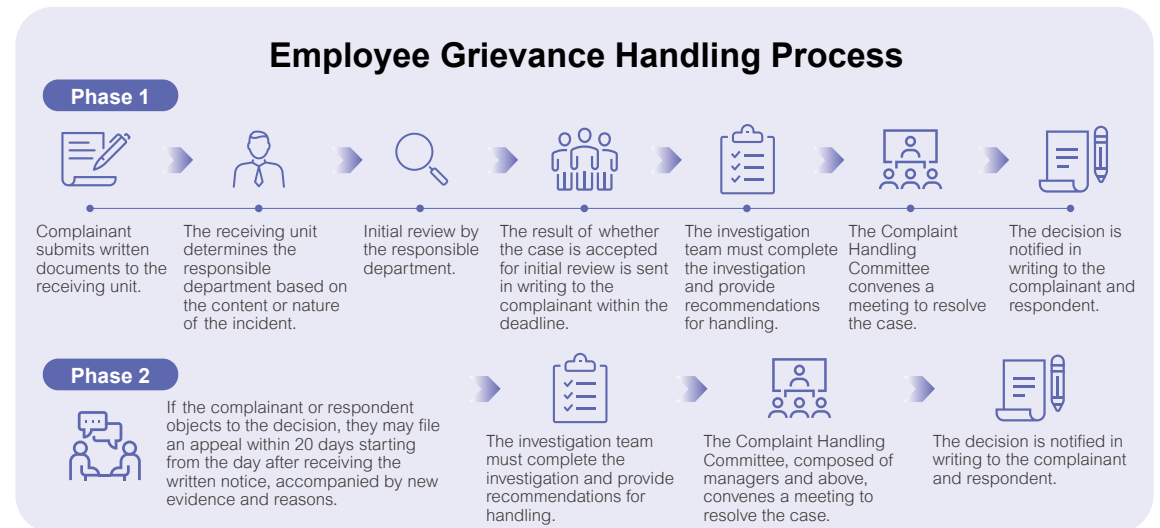 Employee Grievance Handling Process
Phase 1
Complainant
submits written
documents to the
receiving unit.
The receiving unit
determines the
responsible
department based on
the content or nature
of the incident.
Initial review by
the responsible
department.
The result of whether
the case is accepted
for initial review is sent
in writing to the
complainant within the
deadline.
The investigation
team must complete
the investigation
and provide
recommendations
for handling.
The Complaint
Handling
Committee
convenes a
meeting to resolve
the case.
The decision is
notified in
writing to the
complainant and
respondent.
Phase 2
If the complainant or respondent
objects to the decision, they may file
an appeal within 20 days starting
from the day after receiving the
written notice, accompanied by new
evidence and reasons.
The investigation team
must complete the
investigation and provide
recommendations for
handling.
The Complaint Handling
Committee, composed of
managers and above,
convenes a meeting to
resolve the case.
The decision is notified in
writing to the complainant
and respondent.